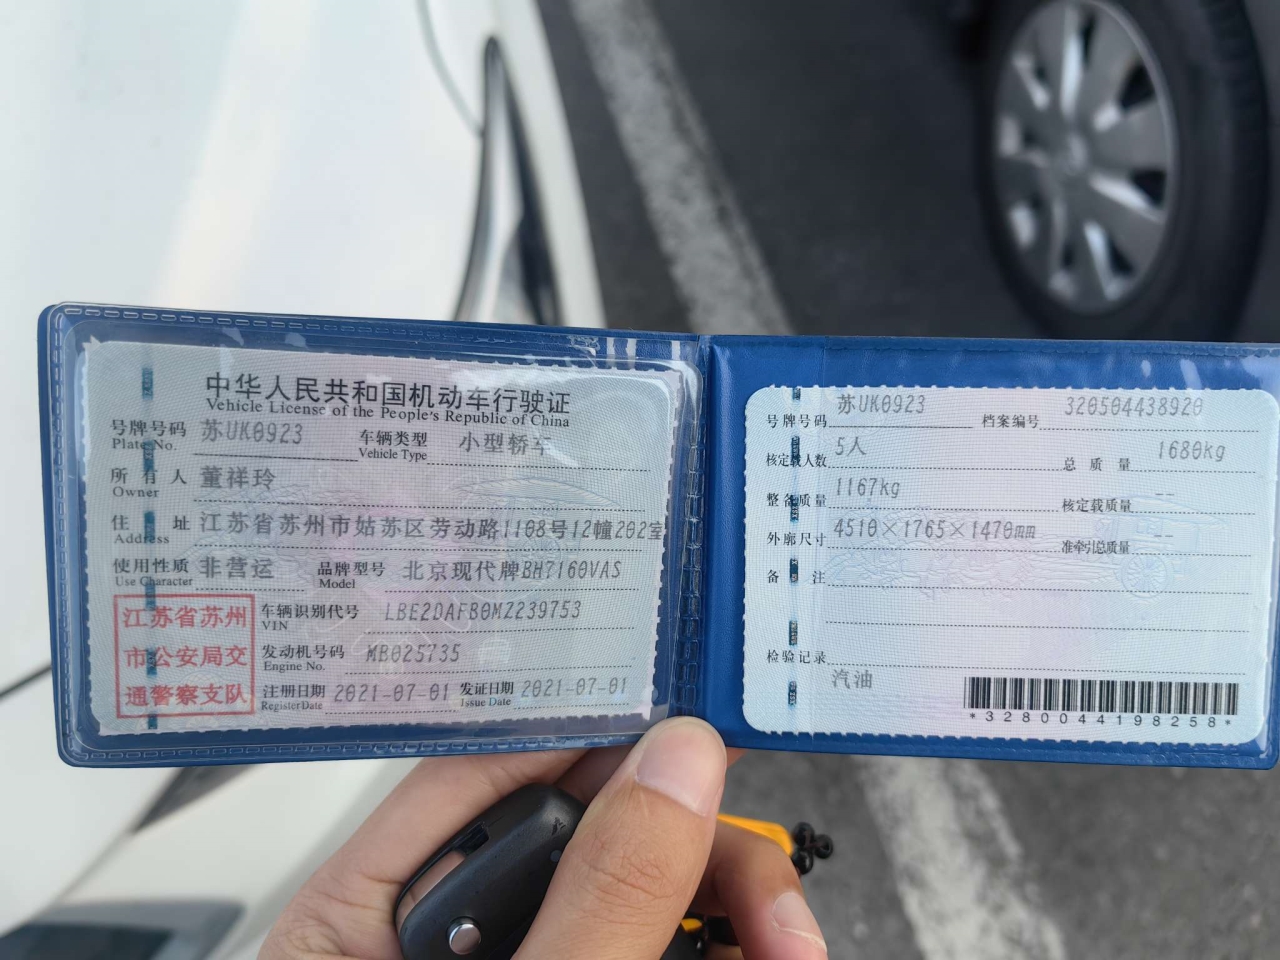 中华人民共和国机动车行驶证
Vehicle License of the People's Republic of China
号牌号码 苏UK0923 车辆类型 小型轿车
Plate No. Vehicle Type
所有人 董祥玲
Owner
住址 江苏省苏州市姑苏区劳动路1108号12幢202室
Address
使用性质 非营运 品牌型号 北京现代牌BH7160VAS
Use Character Model
江苏省苏州
市公安局交
通警察支队
车辆识别代号 LBE2DAFB0MZ239753
VIN
发动机号码 MB025735
Engine No.
注册日期 2021-07-01 发证日期 2021-07-01
Register Date Issue Date
号牌号码 苏UK0923 档案编号 320504438920
核定载人数 5人 总质量 1680kg
整备质量 1167kg 核定载质量 --
外廓尺寸 4510×1765×1470mm 准牵引总质量 --
备注
检验记录
汽油
*3280044198258*